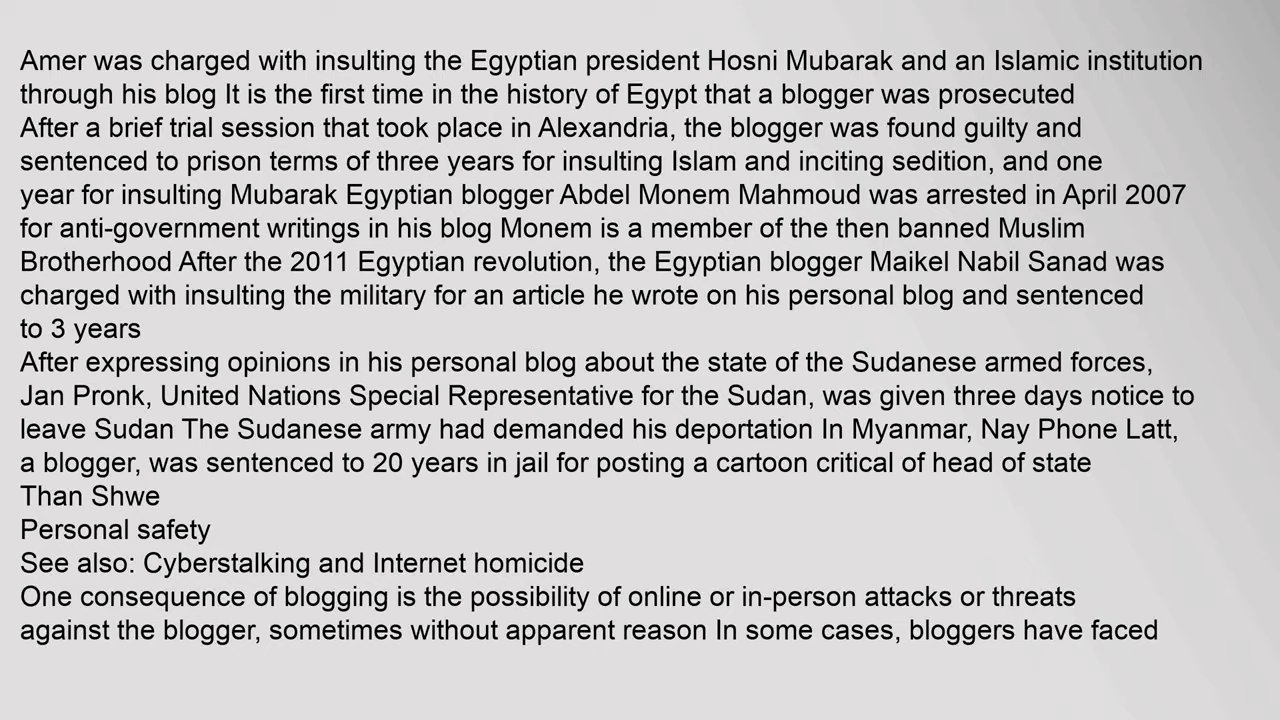 Amer was charged with insulting the Egyptian president Hosni Mubarak and an Islamic institution
through his blog It is the first time in the history of Egypt that a blogger was prosecuted
After a brief trial session that took place in Alexandria, the blogger was found guilty and
sentenced to prison terms of three years for insulting Islam and inciting sedition, and one
year for insulting Mubarak Egyptian blogger Abdel Monem Mahmoud was arrested in April 2007
for anti-government writings in his blog Monem is a member of the then banned Muslim
Brotherhood After the 2011 Egyptian revolution, the Egyptian blogger Maikel Nabil Sanad was
charged with insulting the military for an article he wrote on his personal blog and sentenced
to 3 years
After expressing opinions in his personal blog about the state of the Sudanese armed forces,
Jan Pronk, United Nations Special Representative for the Sudan, was given three days notice to
leave Sudan The Sudanese army had demanded his deportation In Myanmar, Nay Phone Latt,
a blogger, was sentenced to 20 years in jail for posting a cartoon critical of head of state
Than Shwe
Personal safety
See also: Cyberstalking and Internet homicide
One consequence of blogging is the possibility of online or in-person attacks or threats
against the blogger, sometimes without apparent reason In some cases, bloggers have faced